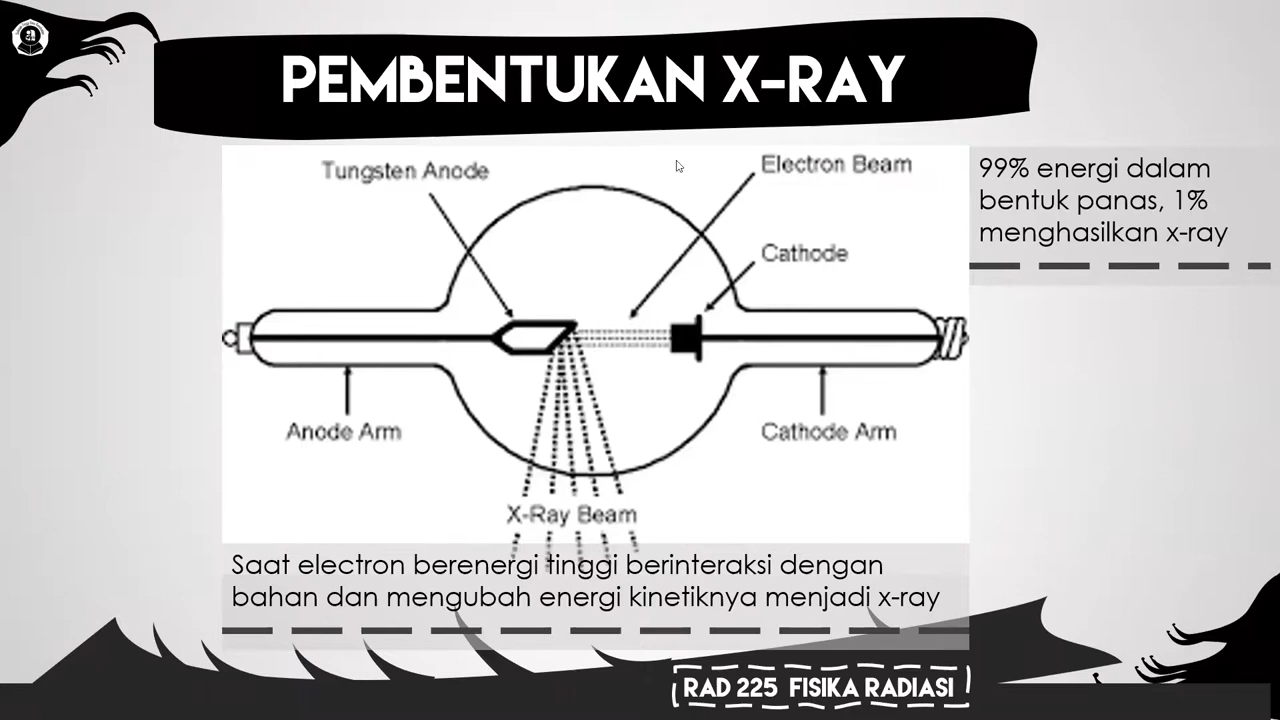 PEMBENTUKAN X-RAY
Tungsten Anode
Electron Beam
Cathode
99% energi dalam
bentuk panas, 1%
menghasilkan x-ray
Anode Arm
Cathode Arm
X-Ray Beam
Saat electron berenergi tinggi berinteraksi dengan
bahan dan mengubah energi kinetiknya menjadi x-ray
RAD 225 FISIKA RADIASI